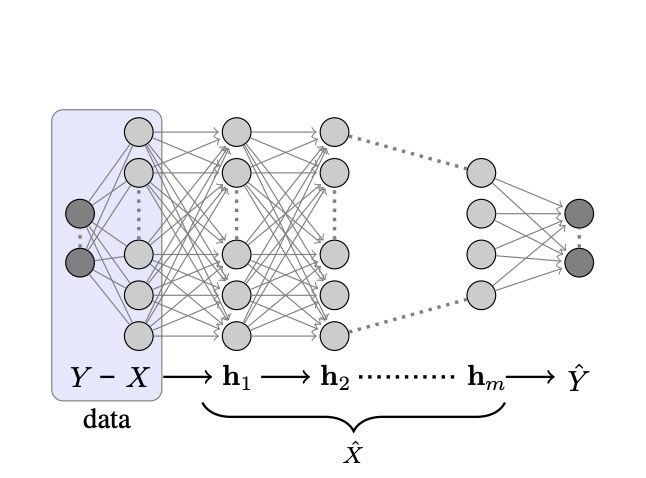 Y − X → h₁ → h₂ ⋯⋯⋯ hₘ → Ŷ
data
X̂